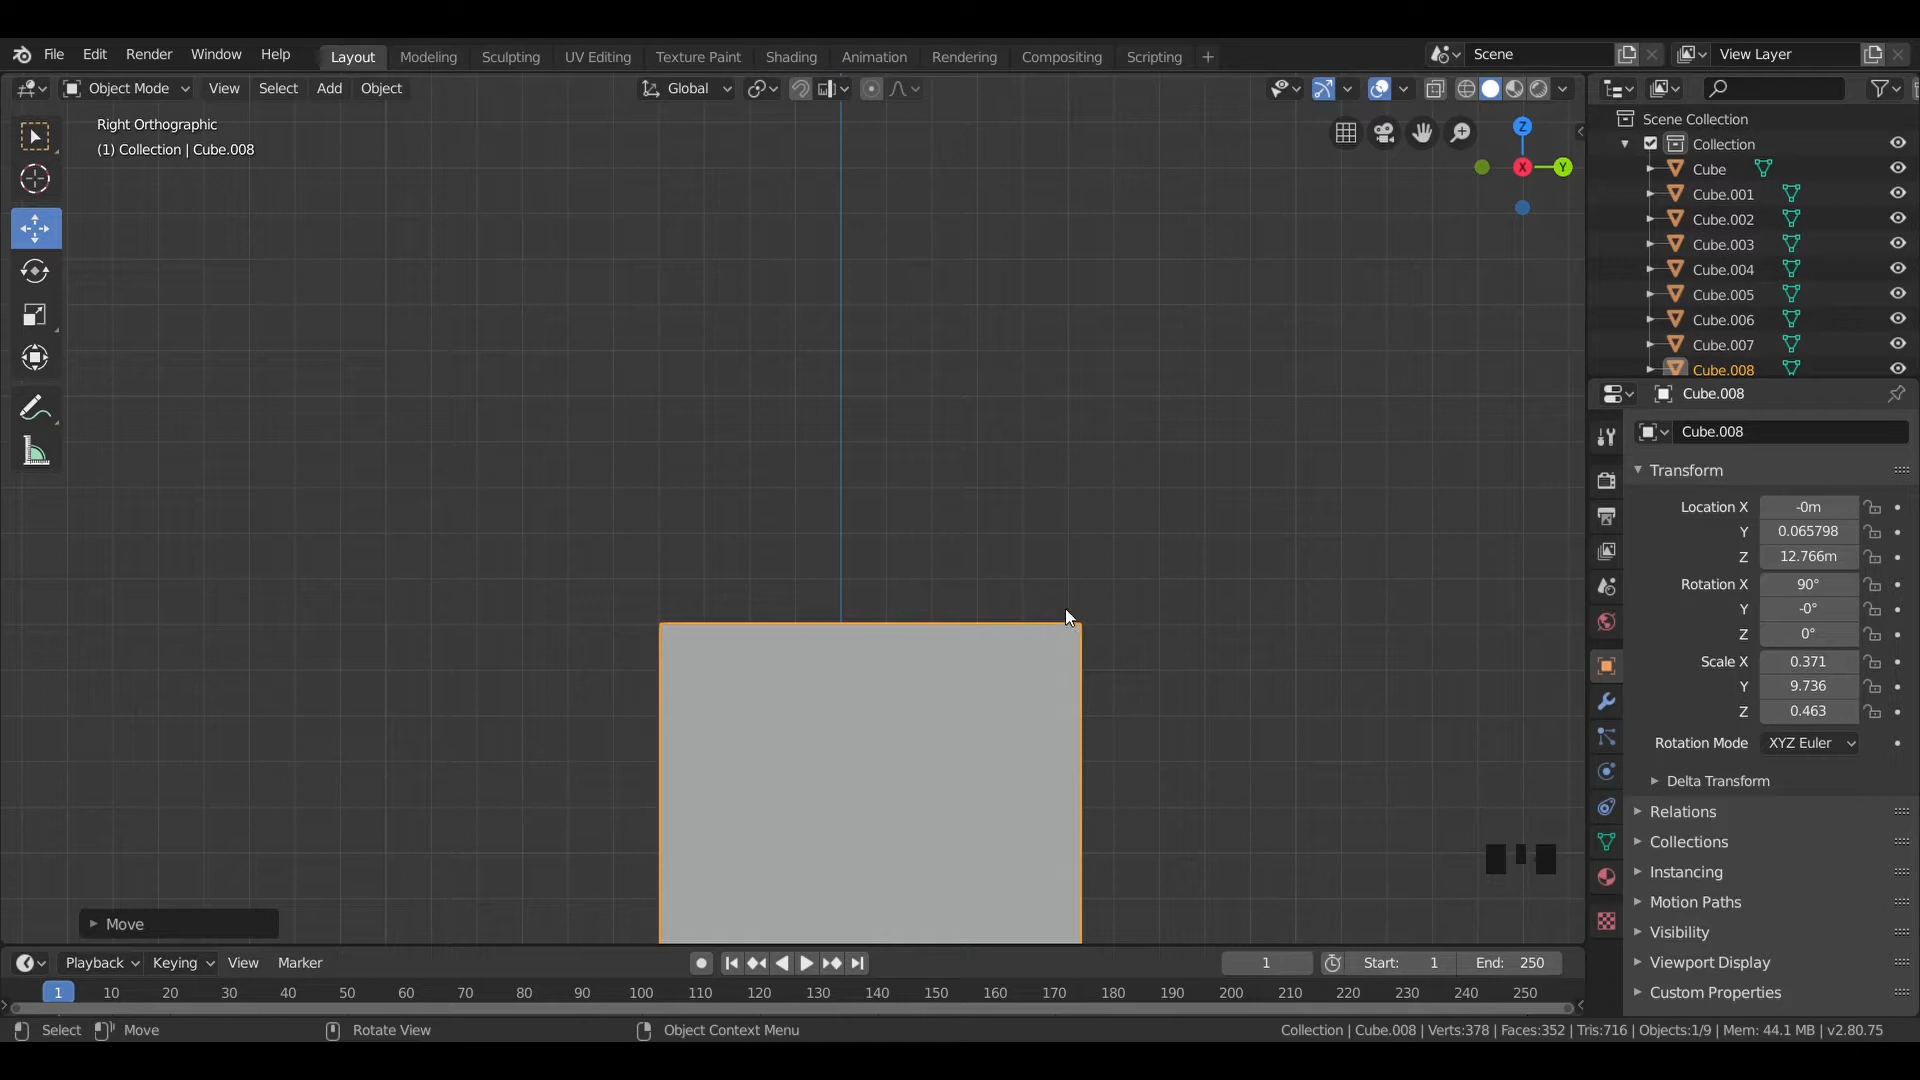 File Edit Render Window Help Layout Modeling Sculpting UV Editing Texture Paint Shading Animation Rendering Compositing Scripting + Scene View Layer
Object Mode View Select Add Object Global
Right Orthographic
(1) Collection | Cube.008
Z
X
Y
Scene Collection
Collection
Cube
Cube.001
Cube.002
Cube.003
Cube.004
Cube.005
Cube.006
Cube.007
Cube.008
Cube.008
Cube.008
Transform
Location X -0m
Y 0.065798
Z 12.766m
Rotation X 90°
Y -0°
Z 0°
Scale X 0.371
Y 9.736
Z 0.463
Rotation Mode XYZ Euler
Delta Transform
Relations
Collections
Instancing
Motion Paths
Visibility
Viewport Display
Custom Properties
Move
Playback Keying View Marker 1 Start: 1 End: 250
1 10 20 30 40 50 60 70 80 90 100 110 120 130 140 150 160 170 180 190 200 210 220 230 240 250
Select Move Rotate View Object Context Menu Collection | Cube.008 | Verts:378 | Faces:352 | Tris:716 | Objects:1/9 | Mem: 44.1 MB | v2.80.75